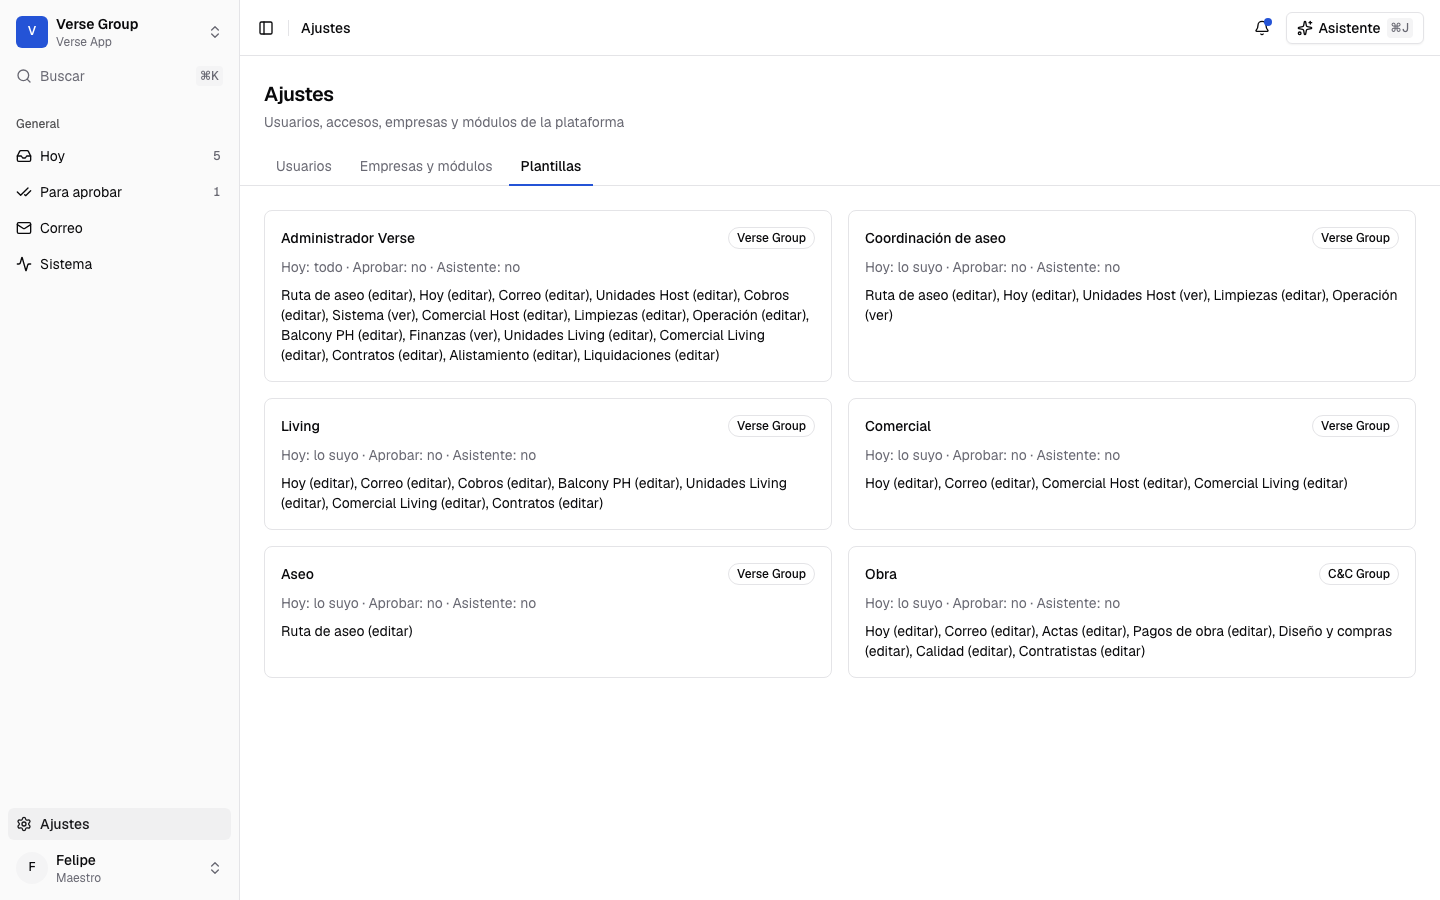 V
Verse Group
Verse App
Buscar
⌘K
General
Hoy
5
Para aprobar
1
Correo
Sistema
Ajustes
F
Felipe
Maestro
Ajustes
Asistente
⌘J
Ajustes
Usuarios, accesos, empresas y módulos de la plataforma
Usuarios
Empresas y módulos
Plantillas
Administrador Verse
Verse Group
Hoy: todo · Aprobar: no · Asistente: no
Ruta de aseo (editar), Hoy (editar), Correo (editar), Unidades Host (editar), Cobros
(editar), Sistema (ver), Comercial Host (editar), Limpiezas (editar), Operación (editar),
Balcony PH (editar), Finanzas (ver), Unidades Living (editar), Comercial Living
(editar), Contratos (editar), Alistamiento (editar), Liquidaciones (editar)
Coordinación de aseo
Verse Group
Hoy: lo suyo · Aprobar: no · Asistente: no
Ruta de aseo (editar), Hoy (editar), Unidades Host (ver), Limpiezas (editar), Operación
(ver)
Living
Verse Group
Hoy: lo suyo · Aprobar: no · Asistente: no
Hoy (editar), Correo (editar), Cobros (editar), Balcony PH (editar), Unidades Living
(editar), Comercial Living (editar), Contratos (editar)
Comercial
Verse Group
Hoy: lo suyo · Aprobar: no · Asistente: no
Hoy (editar), Correo (editar), Comercial Host (editar), Comercial Living (editar)
Aseo
Verse Group
Hoy: lo suyo · Aprobar: no · Asistente: no
Ruta de aseo (editar)
Obra
C&C Group
Hoy: lo suyo · Aprobar: no · Asistente: no
Hoy (editar), Correo (editar), Actas (editar), Pagos de obra (editar), Diseño y compras
(editar), Calidad (editar), Contratistas (editar)